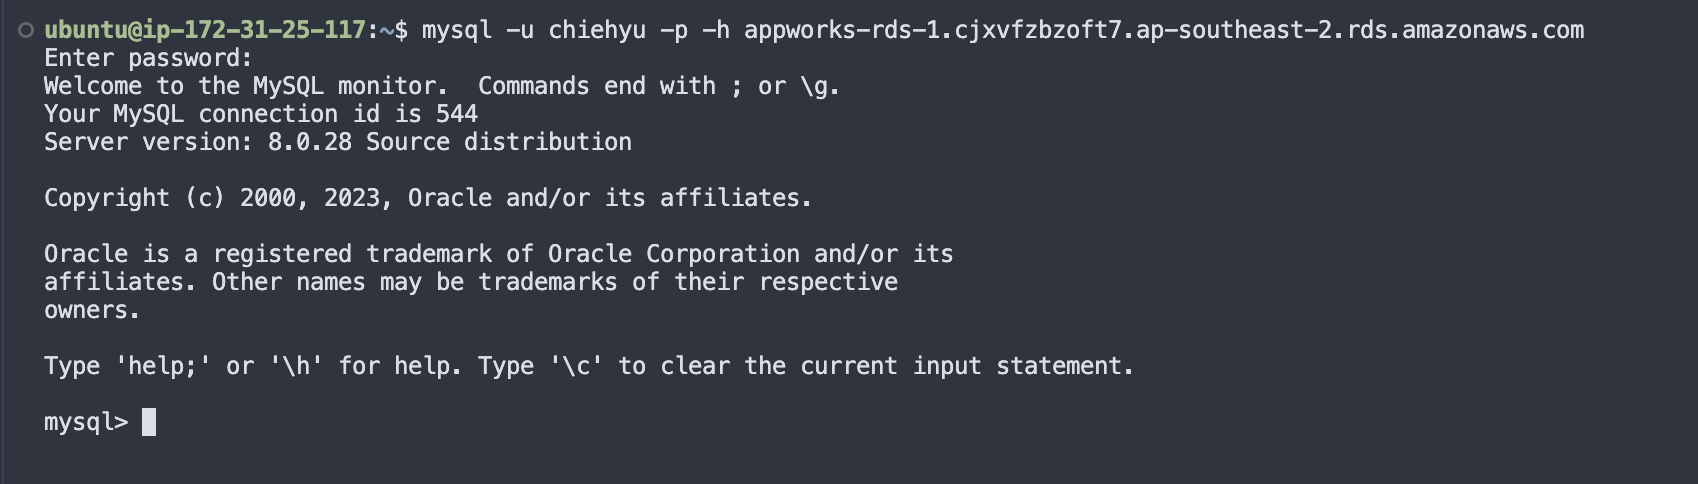 ubuntu@ip-172-31-25-117:~$ mysql -u chiehyu -p -h appworks-rds-1.cjxvfzbzoft7.ap-southeast-2.rds.amazonaws.com
Enter password:
Welcome to the MySQL monitor.  Commands end with ; or \g.
Your MySQL connection id is 544
Server version: 8.0.28 Source distribution

Copyright (c) 2000, 2023, Oracle and/or its affiliates.

Oracle is a registered trademark of Oracle Corporation and/or its
affiliates. Other names may be trademarks of their respective
owners.

Type 'help;' or '\h' for help. Type '\c' to clear the current input statement.

mysql>